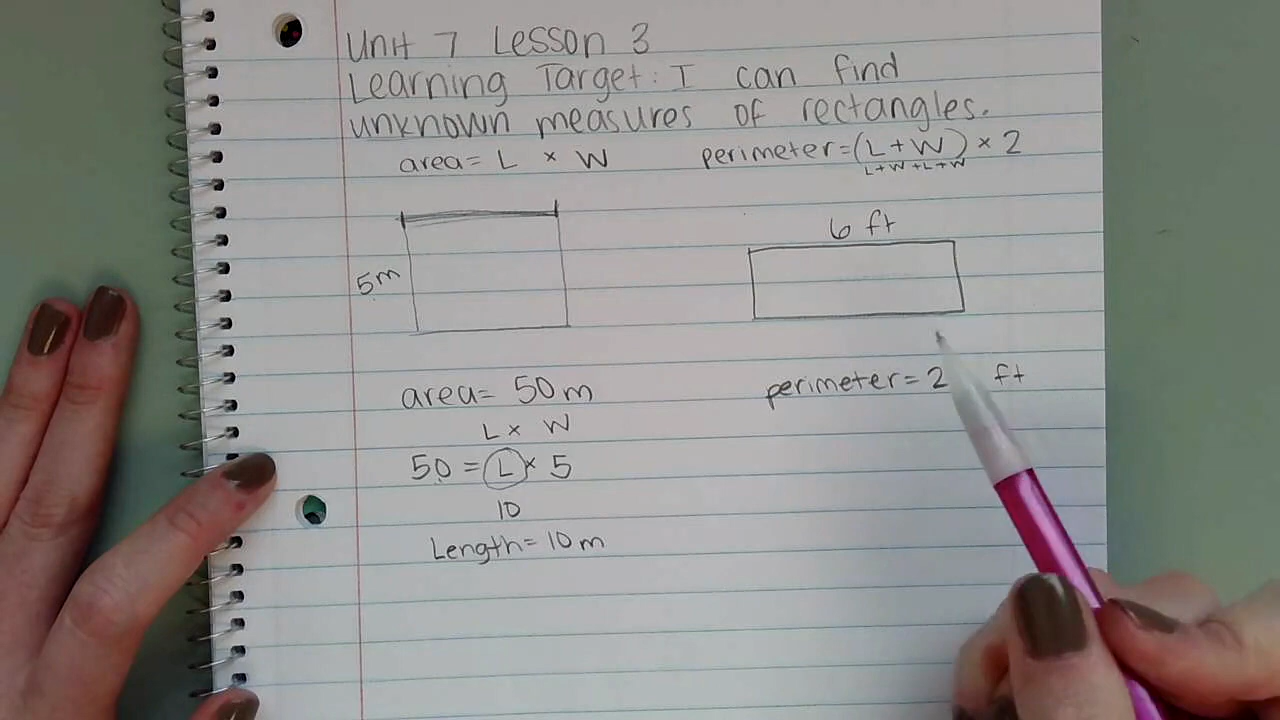 Unit 7 Lesson 3
Learning Target: I can find
unknown measures of rectangles.
area= L × W
perimeter=(L+W)×2
L+W+L+W
5m
6 ft
area= 50 m
L× W
50 = L× 5
10
Length= 10 m
perimeter= 2 ft